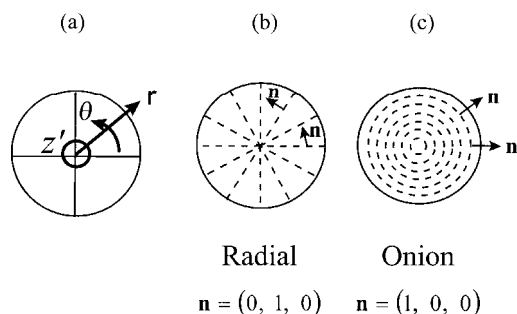 (a) (b) (c)
θ r
z′
n n
n n
Radial Onion
n = (0, 1, 0) n = (1, 0, 0)